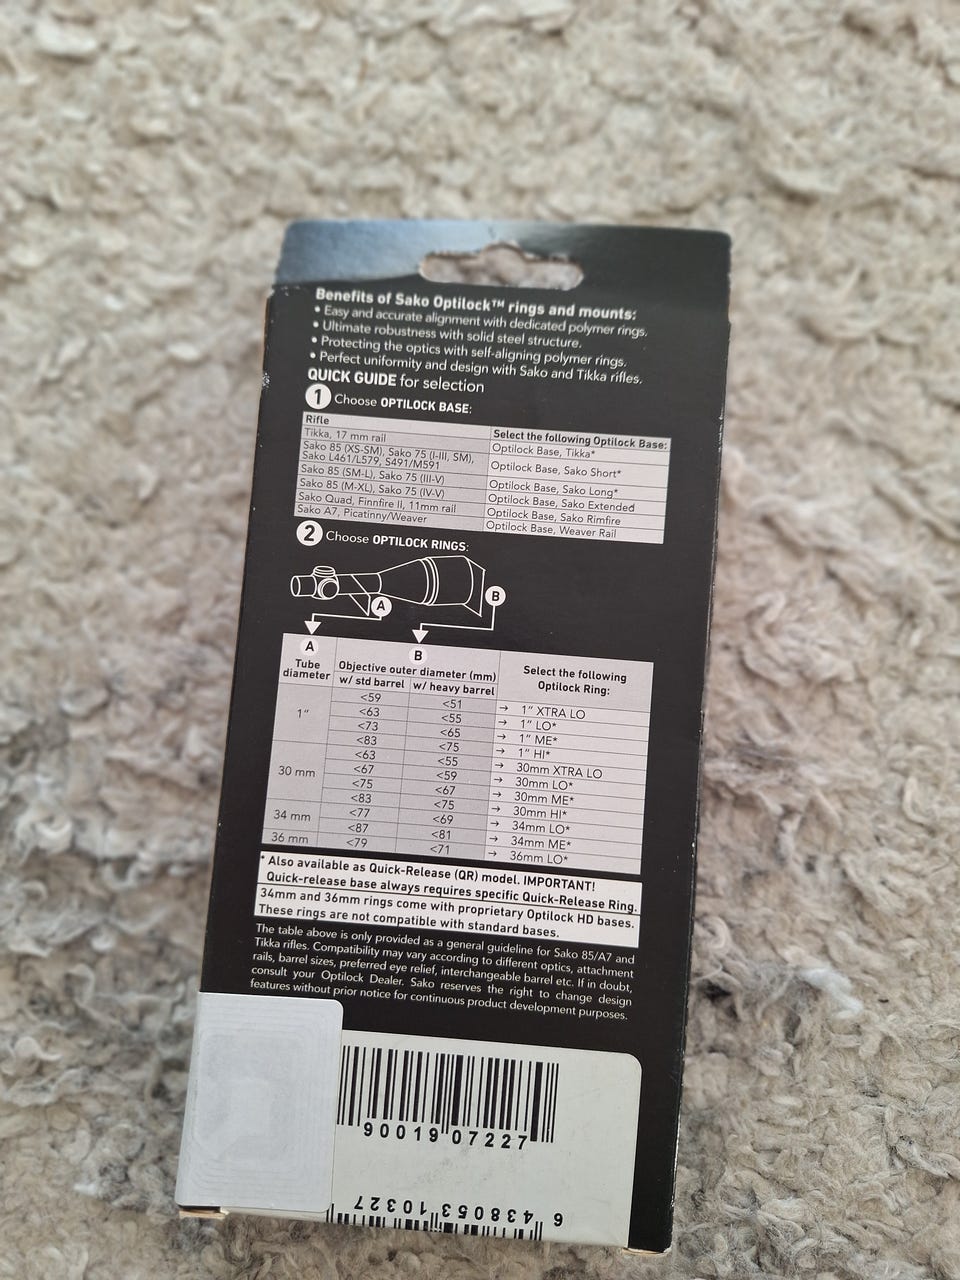 Benefits of Sako Optilock™ rings and mounts:
• Easy and accurate alignment with dedicated polymer rings.
• Ultimate robustness with solid steel structure.
• Protecting the optics with self-aligning polymer rings.
• Perfect uniformity and design with Sako and Tikka rifles.
QUICK GUIDE for selection
1 Choose OPTILOCK BASE:
Rifle Select the following Optilock Base:
Tikka, 17 mm rail Optilock Base, Tikka*
Sako 85 (XS-SM), Sako 75 (I-III, SM),
Sako L461/L579, S491/M591 Optilock Base, Sako Short*
Sako 85 (SM-L), Sako 75 (III-V) Optilock Base, Sako Long*
Sako 85 (M-XL), Sako 75 (IV-V) Optilock Base, Sako Extended
Sako Quad, Finnfire II, 11mm rail Optilock Base, Sako Rimfire
Sako A7, Picatinny/Weaver Optilock Base, Weaver Rail
2 Choose OPTILOCK RINGS:
A B
A B
Tube diameter Objective outer diameter (mm) Select the following Optilock Ring:
w/ std barrel w/ heavy barrel
1" <59 <51 → 1" XTRA LO
<63 <55 → 1" LO*
<73 <65 → 1" ME*
<83 <75 → 1" HI*
30 mm <63 <55 → 30mm XTRA LO
<67 <59 → 30mm LO*
<75 <67 → 30mm ME*
<83 <75 → 30mm HI*
34 mm <77 <69 → 34mm LO*
<87 <81 → 34mm ME*
36 mm <79 <71 → 36mm LO*
* Also available as Quick-Release (QR) model. IMPORTANT!
Quick-release base always requires specific Quick-Release Ring.
34mm and 36mm rings come with proprietary Optilock HD bases.
These rings are not compatible with standard bases.
The table above is only provided as a general guideline for Sako 85/A7 and
Tikka rifles. Compatibility may vary according to different optics, attachment
rails, barrel sizes, preferred eye relief, interchangeable barrel etc. If in doubt,
consult your Optilock Dealer. Sako reserves the right to change design
features without prior notice for continuous product development purposes.
90019 07227
6 438053 110327